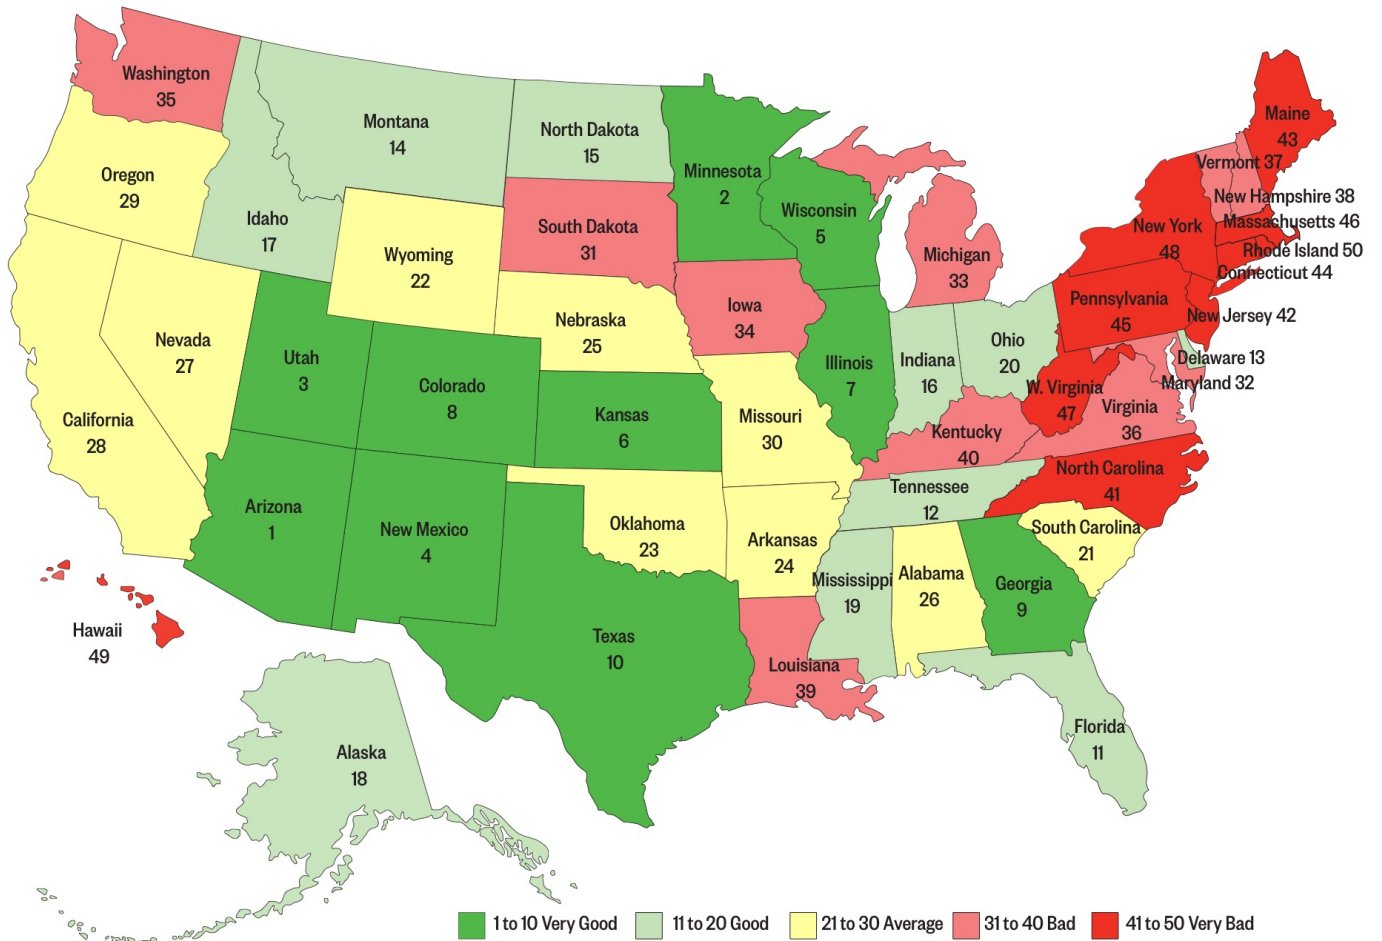 Washington
35
Montana
14
North Dakota
15
Minnesota
2
Maine
43
Vermont 37
Oregon
29
Idaho
17
Wyoming
22
South Dakota
31
Wisconsin
5
Michigan
33
New York
48
New Hampshire 38
Massachusetts 46
Rhode Island 50
Connecticut 44
Nevada
27
Utah
3
Colorado
8
Nebraska
25
Iowa
34
Illinois
7
Indiana
16
Ohio
20
Pennsylvania
45
New Jersey 42
Delaware 13
Maryland 32
California
28
Kansas
6
Missouri
30
Kentucky
40
W. Virginia
47
Virginia
36
Arizona
1
New Mexico
4
Oklahoma
23
Arkansas
24
Tennessee
12
North Carolina
41
South Carolina
21
Mississippi
19
Alabama
26
Georgia
9
Hawaii
49
Texas
10
Louisiana
39
Florida
11
Alaska
18
1 to 10 Very Good
11 to 20 Good
21 to 30 Average
31 to 40 Bad
41 to 50 Very Bad